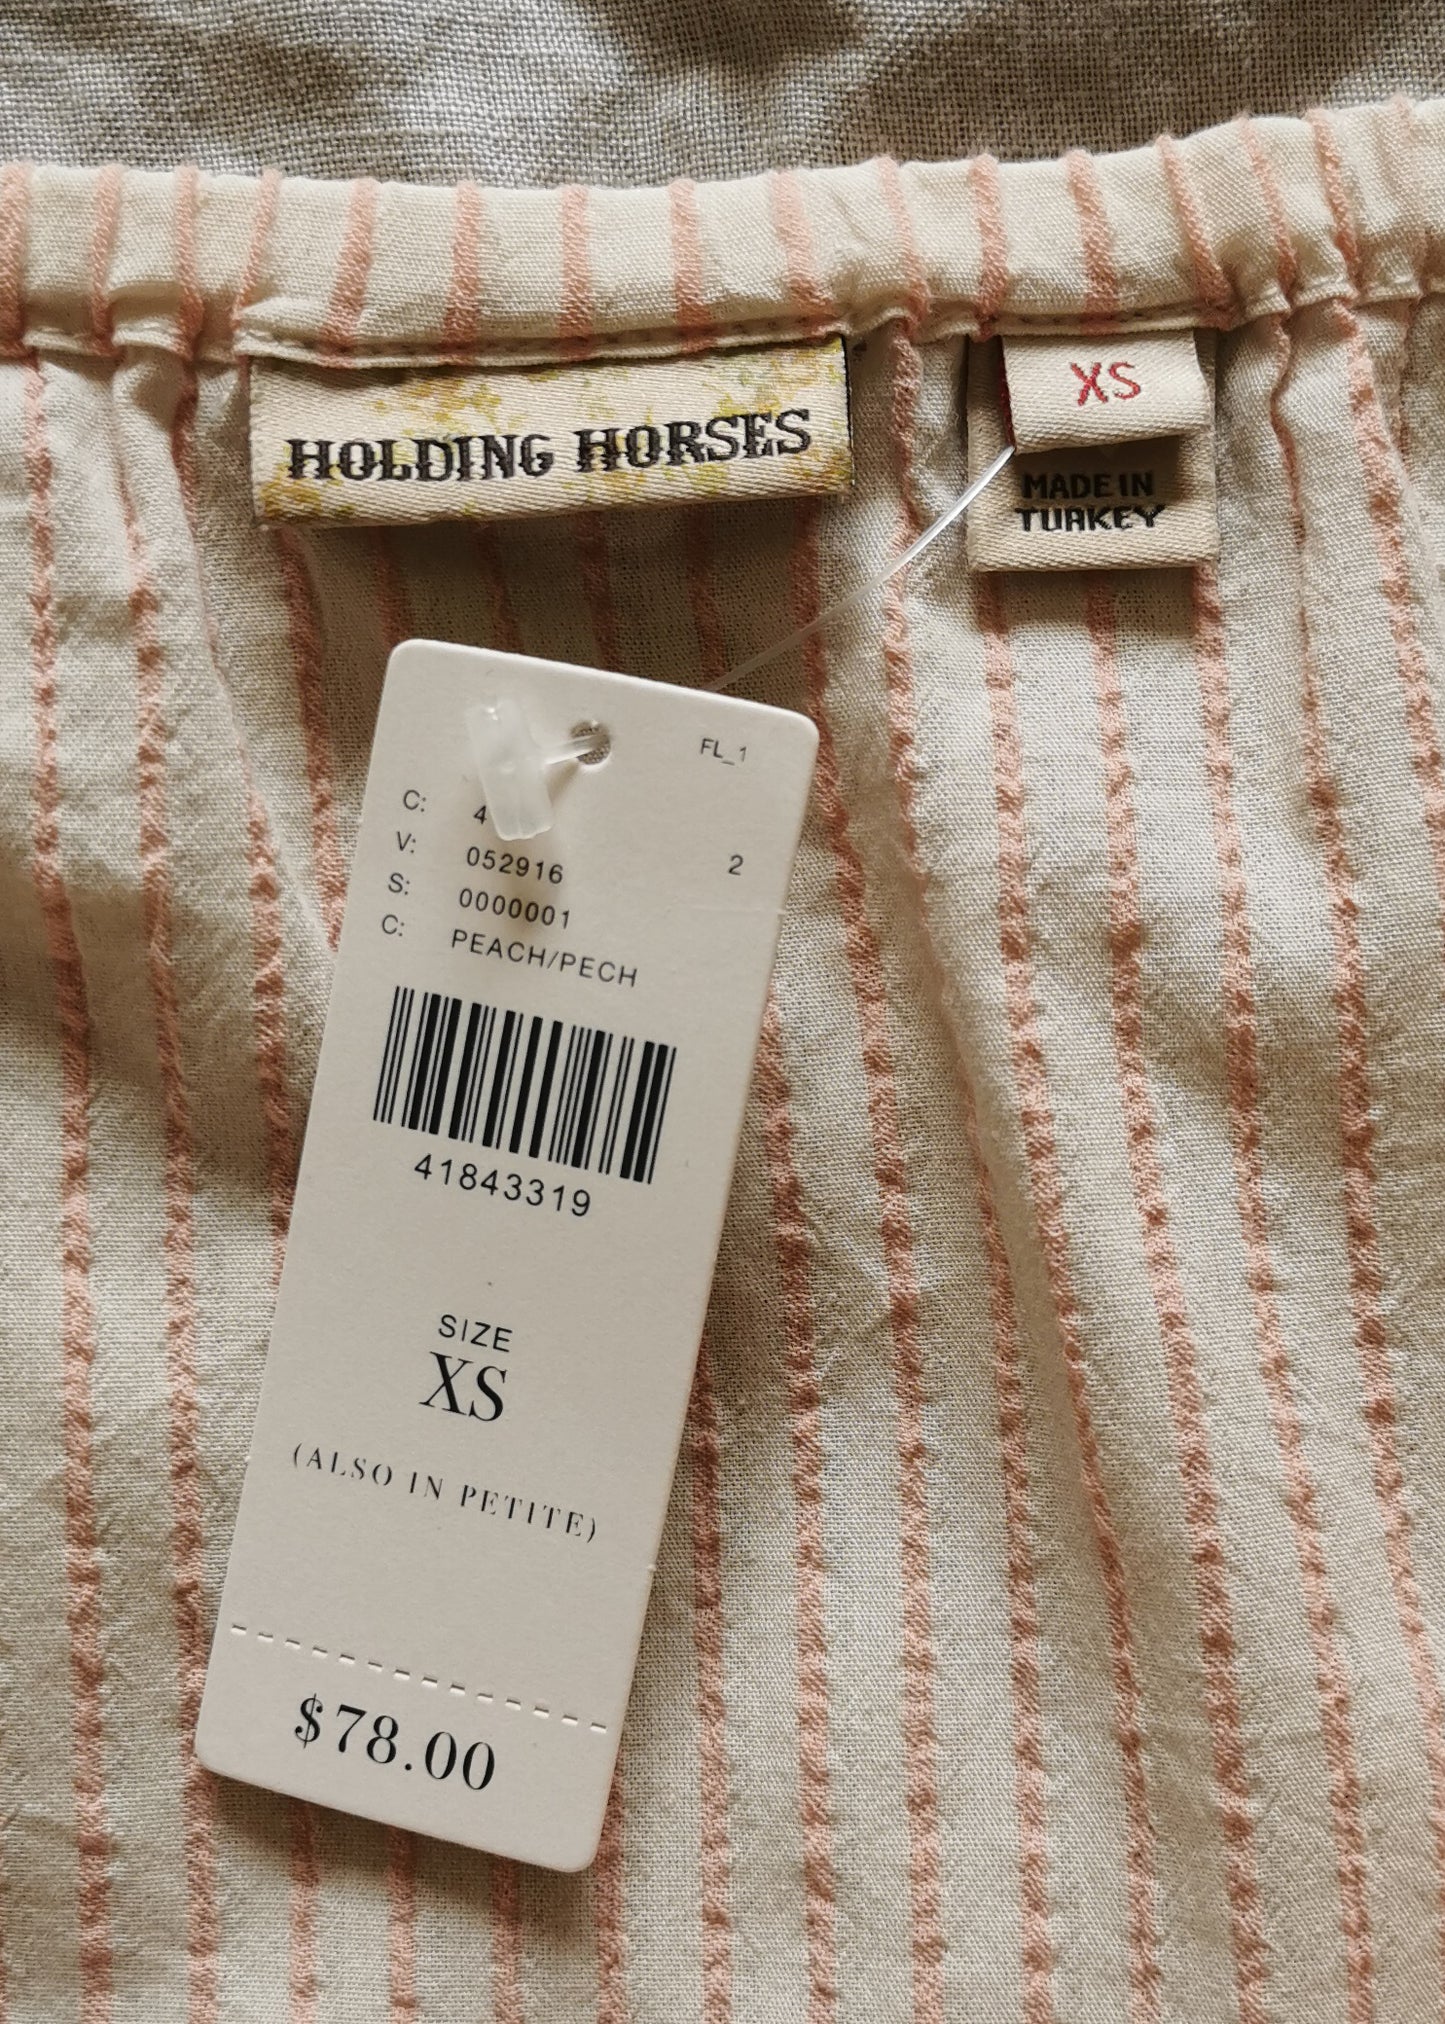 HOLDING HORSES
XS
MADE IN
TURKEY
FL_1
C: 4
V: 052916 2
S: 0000001
C: PEACH/PECH
41843319
SIZE
XS
(ALSO IN PETITE)
$78.00